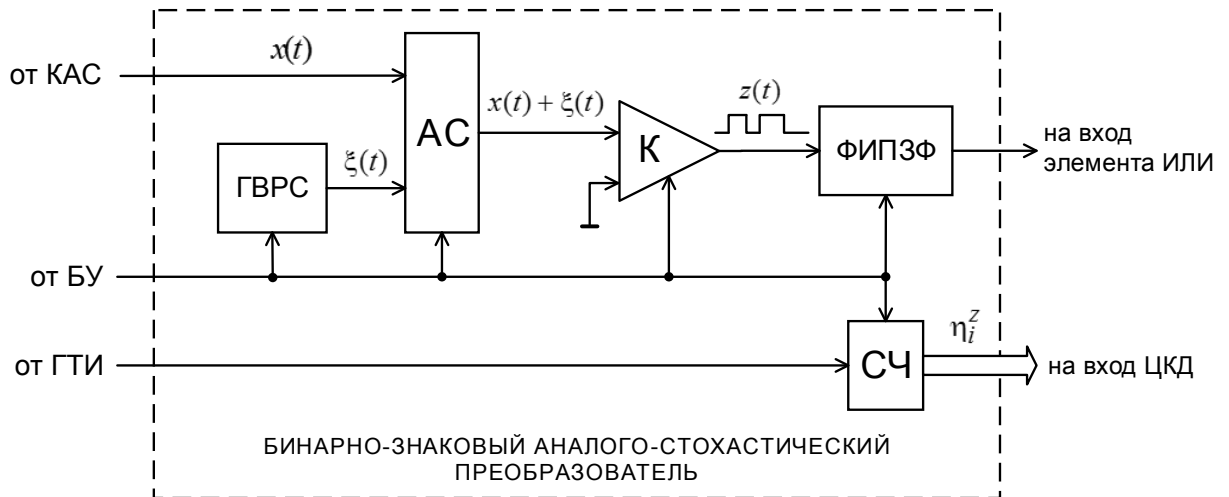 от КАС
x(t)
АС
x(t) + ξ(t)
К
z(t)
ФИПЗФ
на вход
элемента ИЛИ
ГВРС
ξ(t)
от БУ
от ГТИ
СЧ
η_i^z
на вход ЦКД
БИНАРНО-ЗНАКОВЫЙ АНАЛОГО-СТОХАСТИЧЕСКИЙ
ПРЕОБРАЗОВАТЕЛЬ